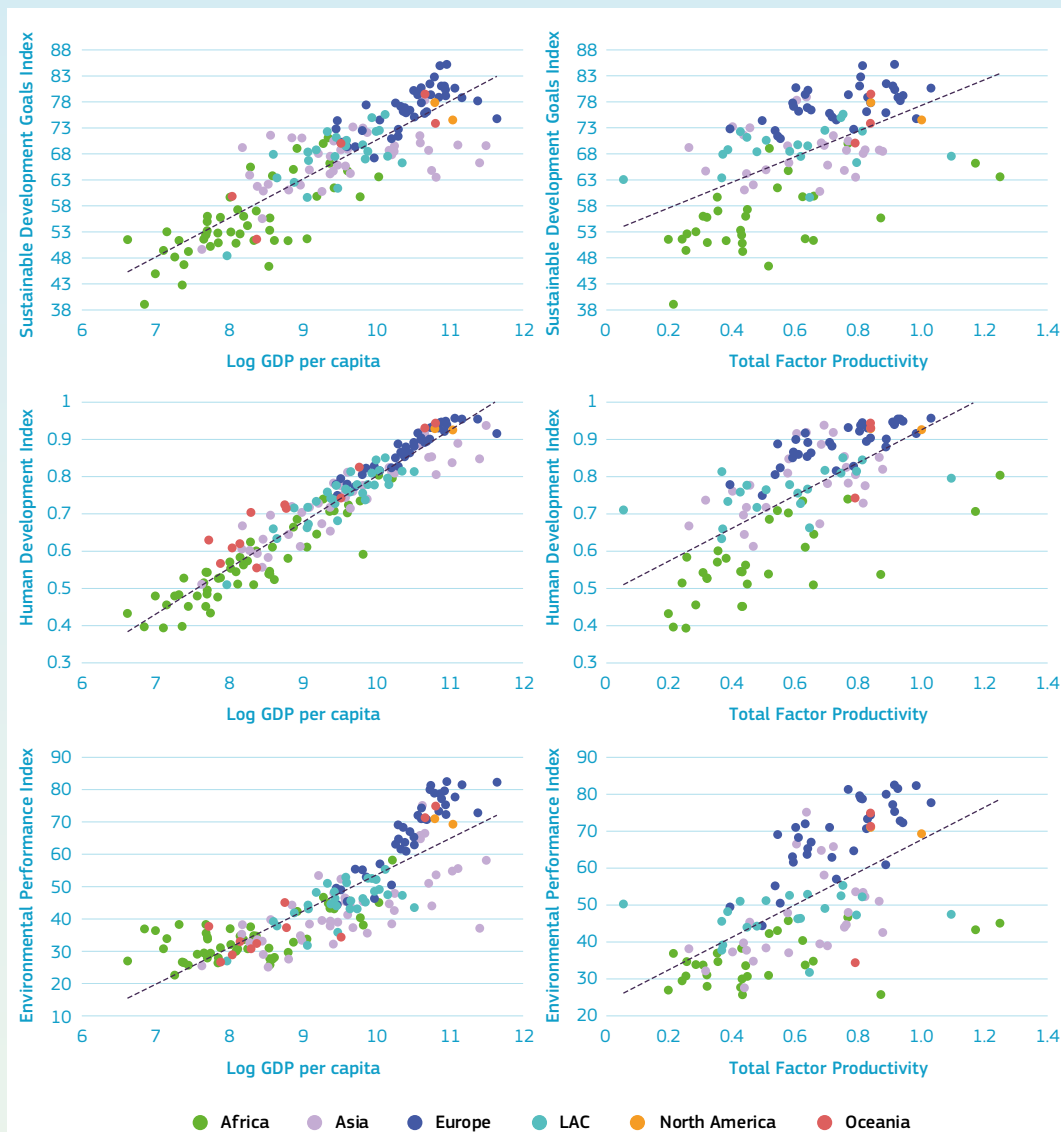 Sustainable Development Goals Index
88
83
78
73
68
63
58
53
48
43
38
6 7 8 9 10 11 12
Log GDP per capita
Sustainable Development Goals Index
88
83
78
73
68
63
58
53
48
43
38
0 0.2 0.4 0.6 0.8 1.0 1.2 1.4
Total Factor Productivity
Human Development Index
1
0.9
0.8
0.7
0.6
0.5
0.4
0.3
6 7 8 9 10 11 12
Log GDP per capita
Human Development Index
1
0.9
0.8
0.7
0.6
0.5
0.4
0.3
0 0.2 0.4 0.6 0.8 1.0 1.2 1.4
Total Factor Productivity
Environmental Performance Index
90
80
70
60
50
40
30
20
10
6 7 8 9 10 11 12
Log GDP per capita
Environmental Performance Index
90
80
70
60
50
40
30
20
0 0.2 0.4 0.6 0.8 1.0 1.2 1.4
Total Factor Productivity
Africa Asia Europe LAC North America Oceania